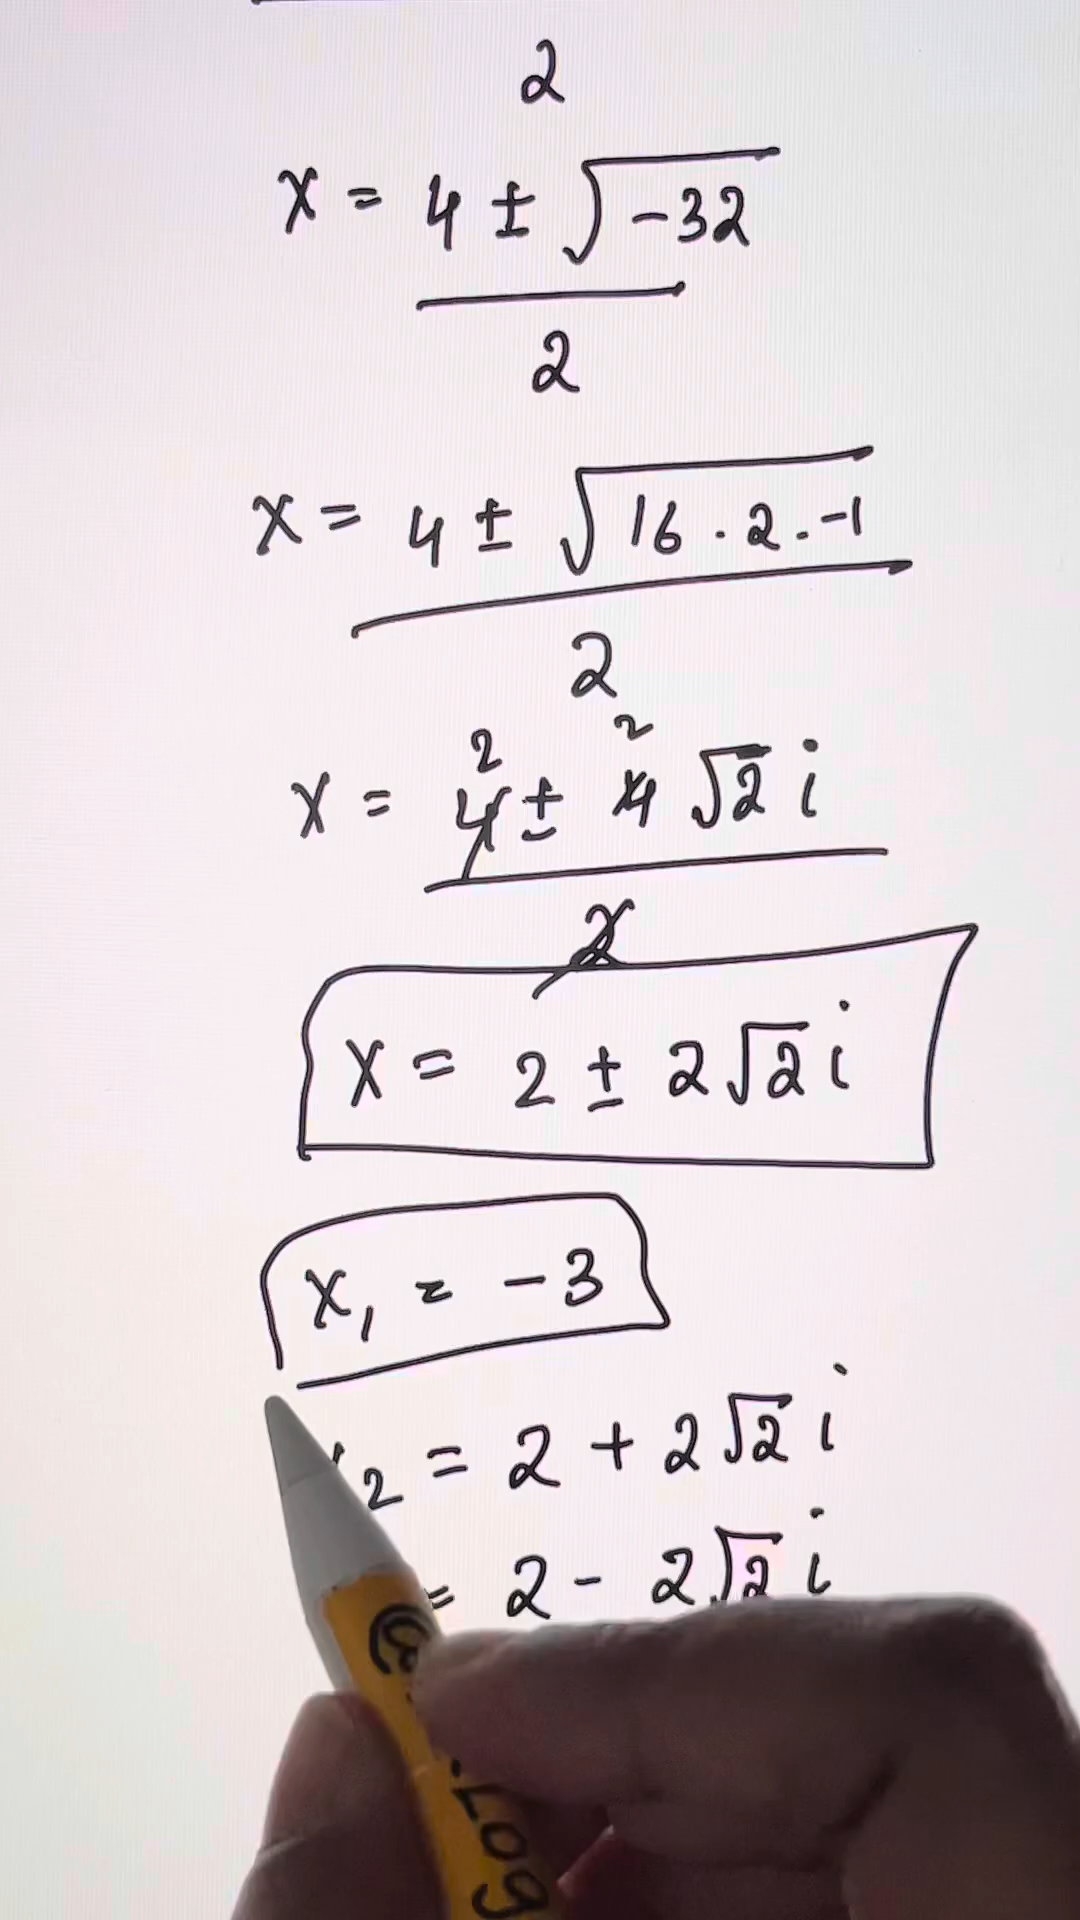 2
x = 4 ± √-32
2
x = 4 ± √16 . 2 . -1
2
2 2
x = 4 ± 4 √2 i
2
x = 2 ± 2√2 i
x₁ = -3
₂ = 2 + 2√2 i
= 2 - 2√2 i
.Log